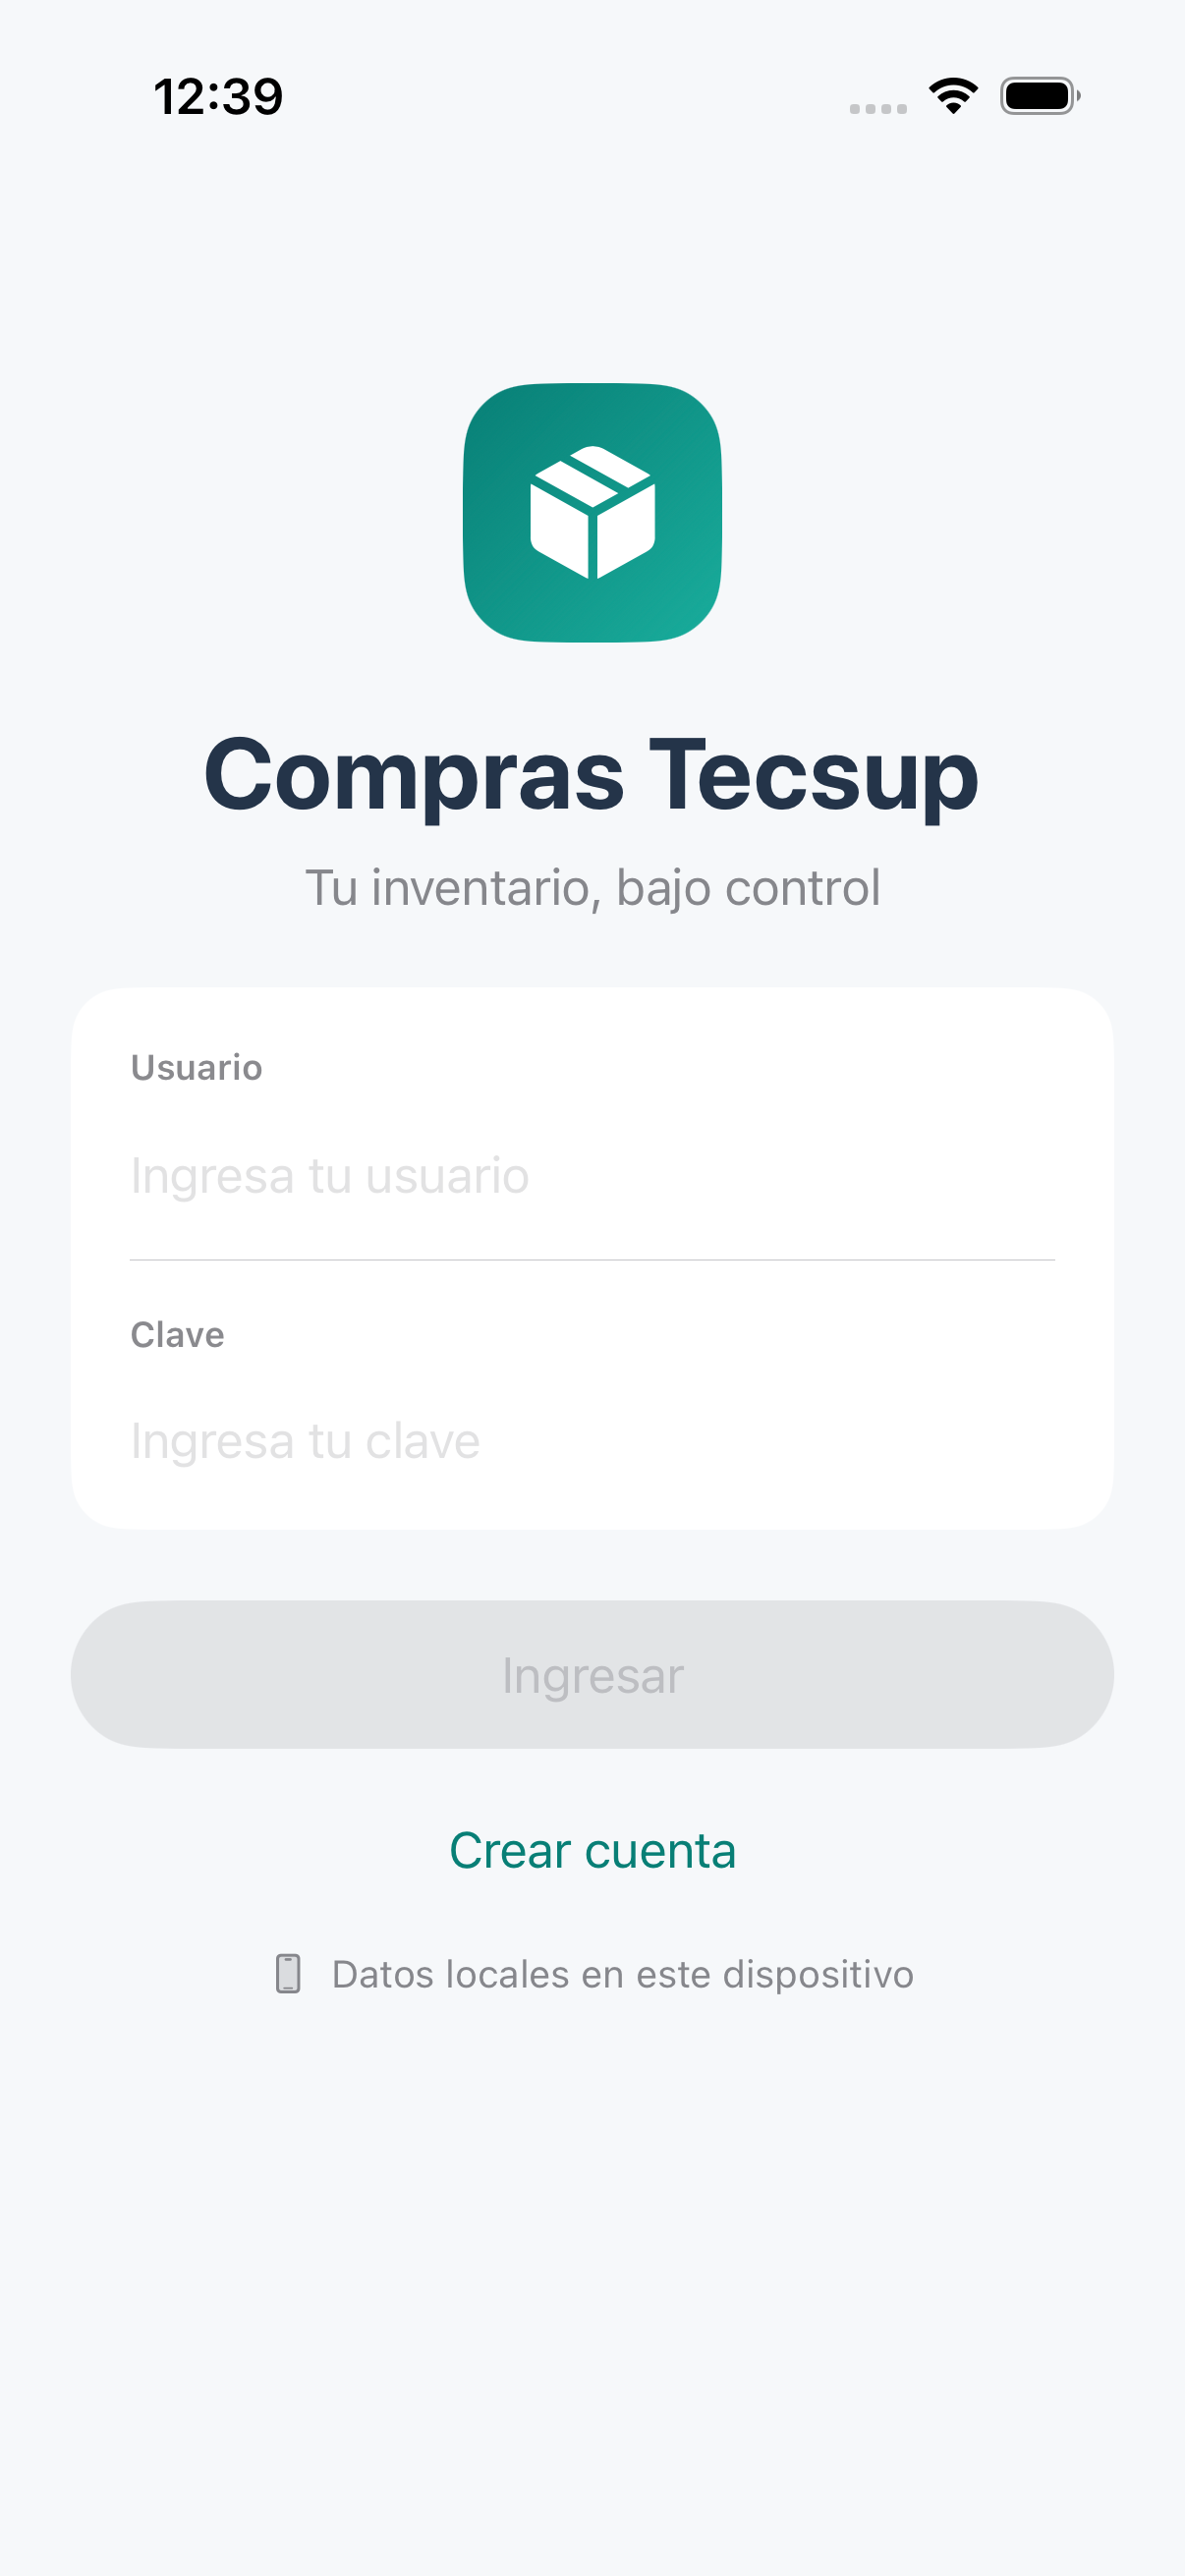 12:39
Compras Tecsup
Tu inventario, bajo control
Usuario
Ingresa tu usuario
Clave
Ingresa tu clave
Ingresar
Crear cuenta
Datos locales en este dispositivo